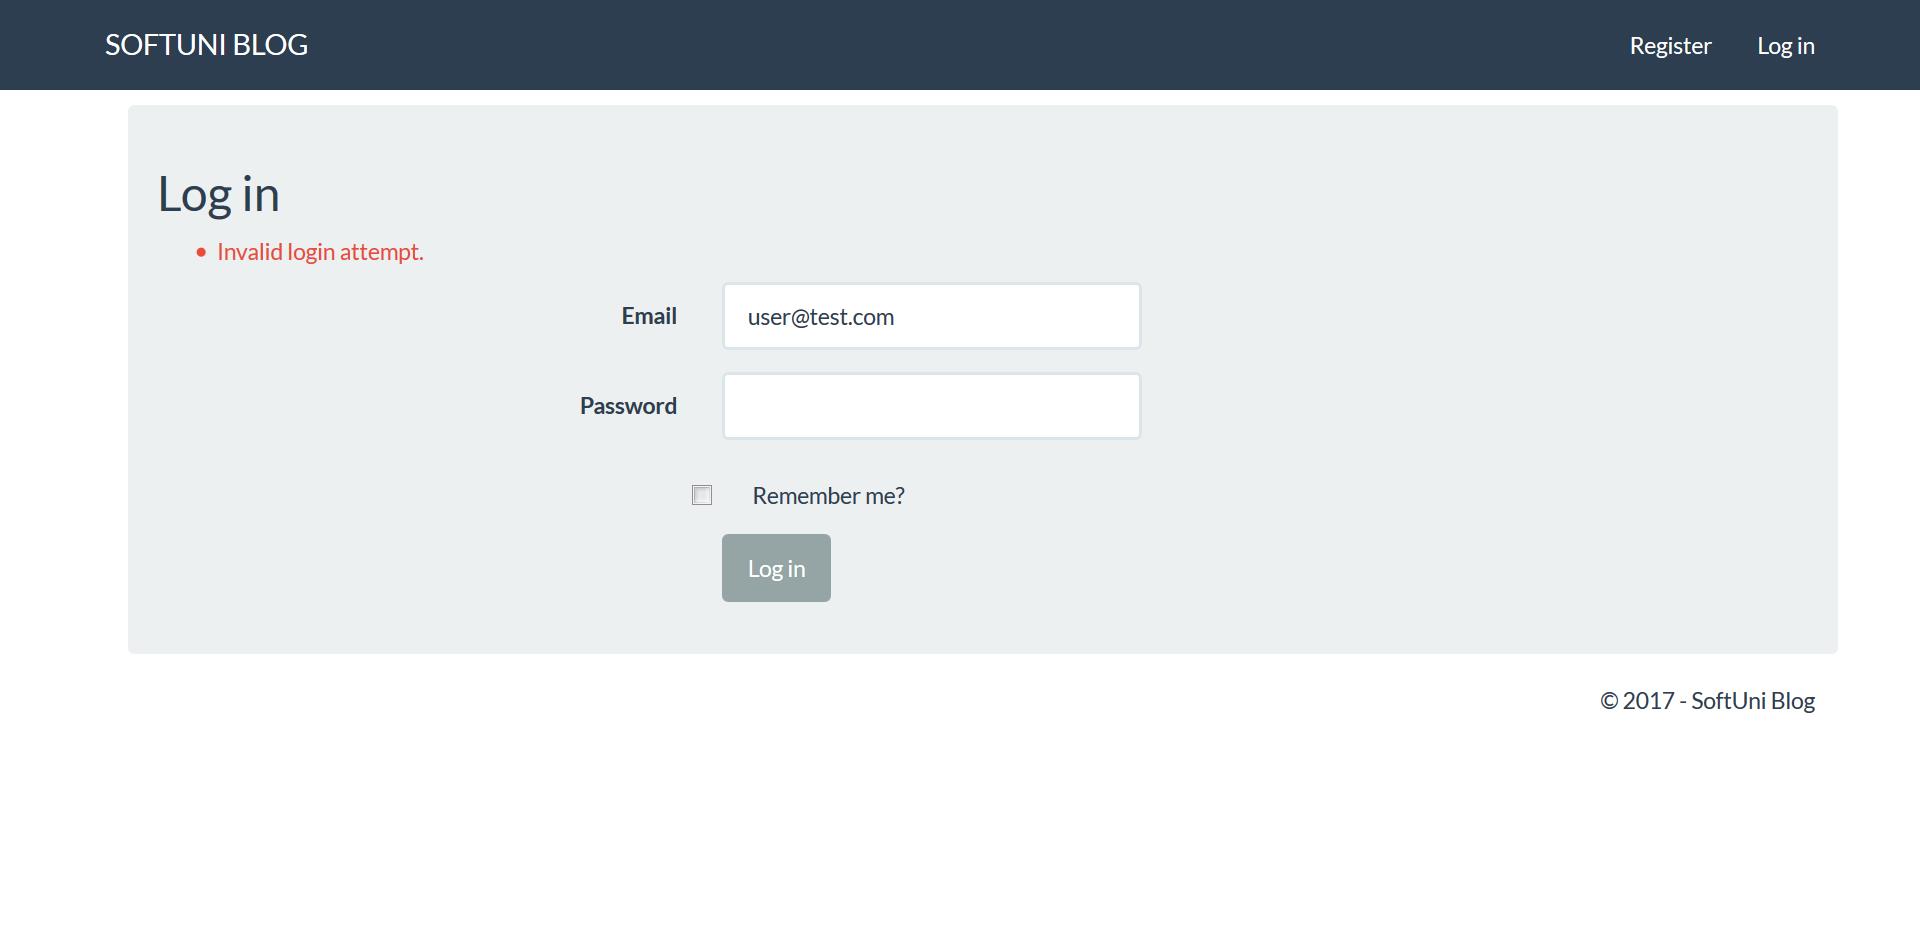 SOFTUNI BLOG
Register
Log in
Log in
Invalid login attempt.
Email
user@test.com
Password
Remember me?
Log in
© 2017 - SoftUni Blog